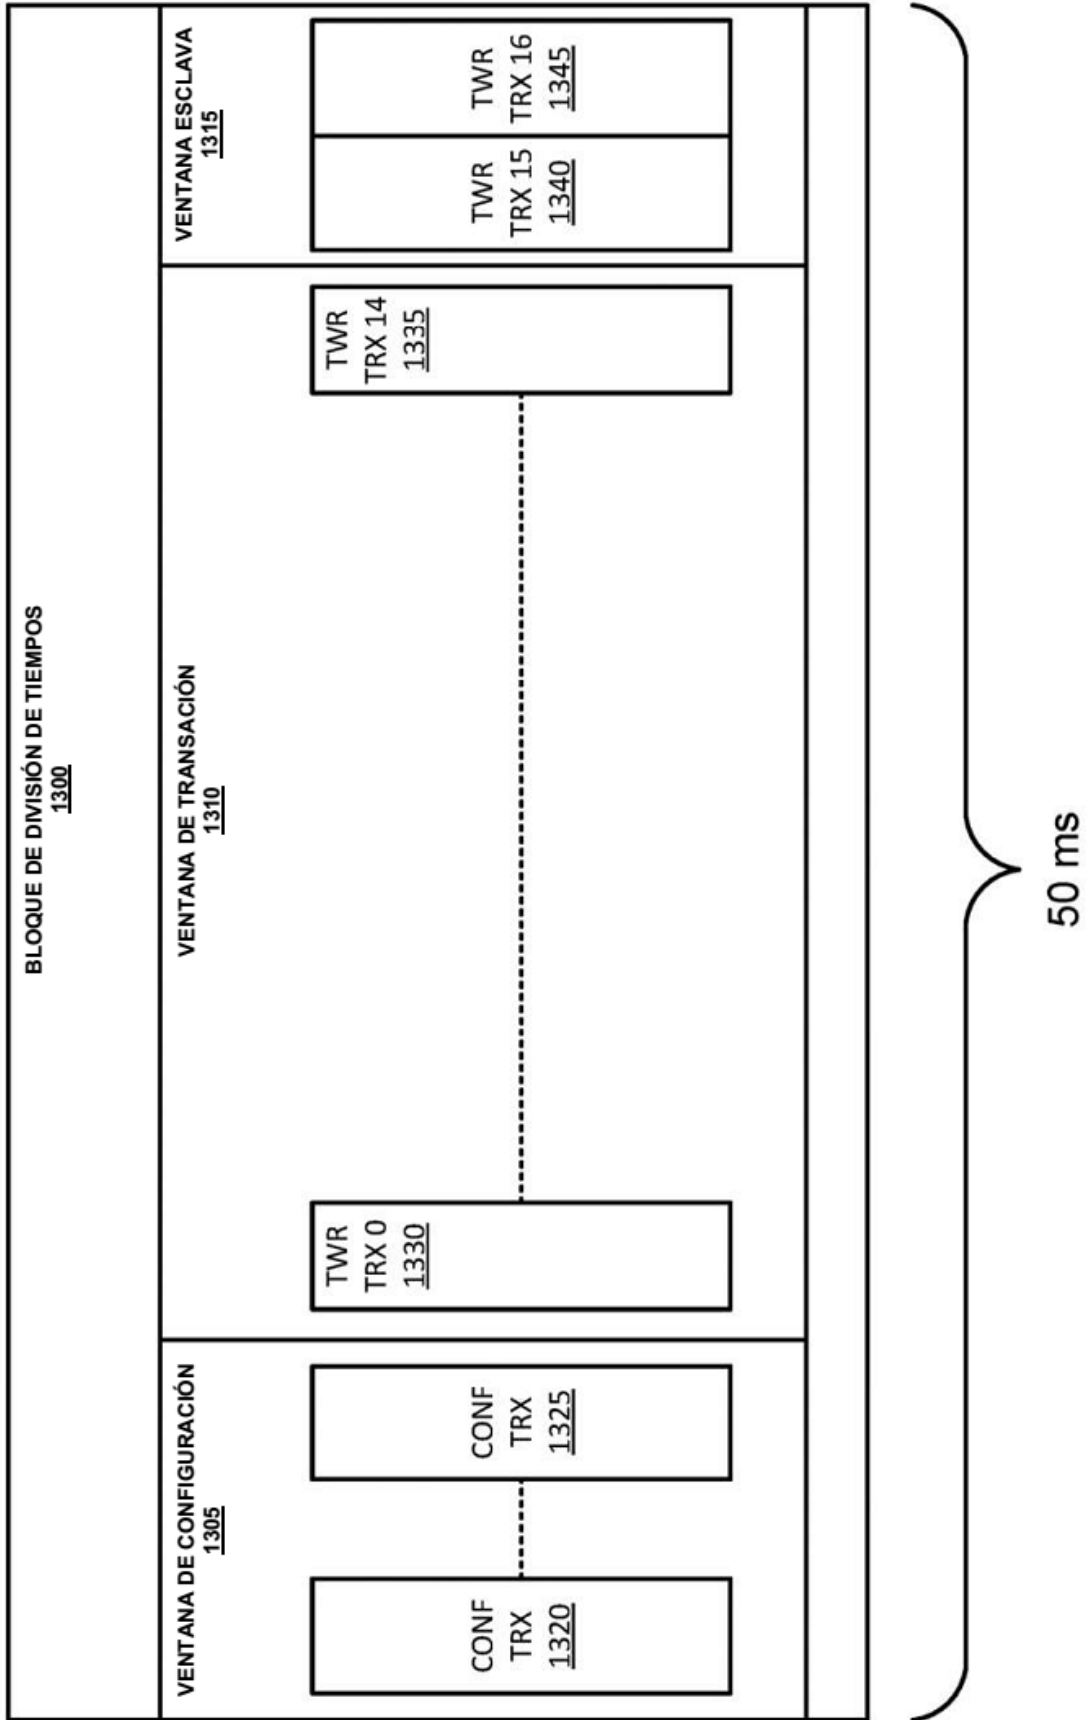 BLOQUE DE DIVISIÓN DE TIEMPOS
1300
VENTANA DE CONFIGURACIÓN
1305
CONF
TRX
1320
CONF
TRX
1325
VENTANA DE TRANSACIÓN
1310
TWR
TRX 0
1330
TWR
TRX 14
1335
VENTANA ESCLAVA
1315
TWR
TRX 15
1340
TWR
TRX 16
1345
50 ms